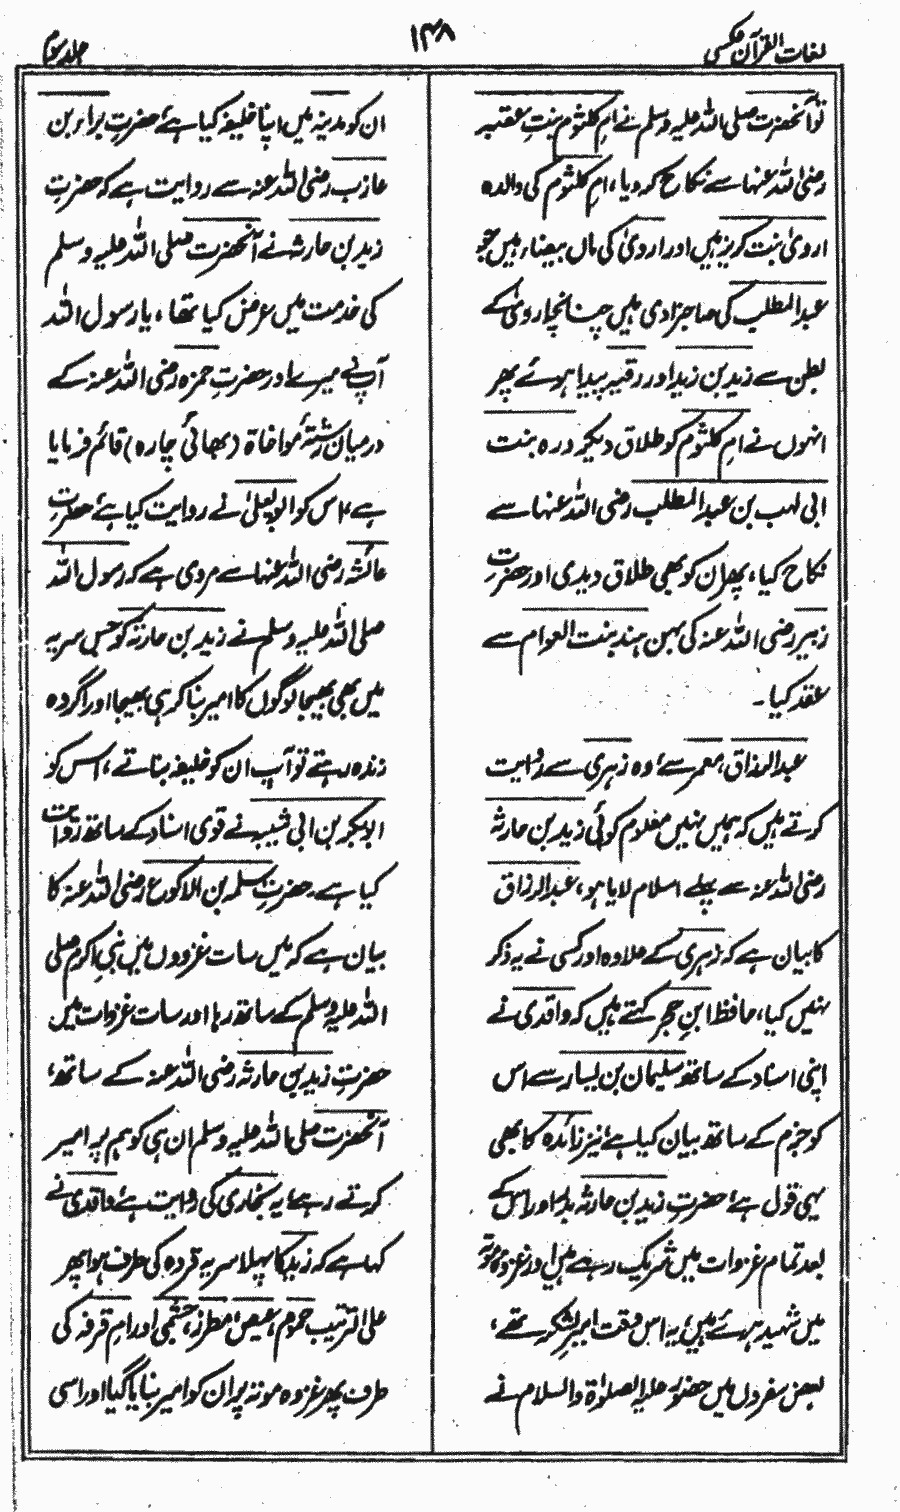 لغات القرآن عکسی
۱۴۸
جلد سوم
تو آنحضرت صلی اللہ علیہ وسلم نے امِ کلثوم بنتِ عقبہ
رضی اللہ عنہا سے نکاح کر دیا، امِ کلثوم کی والدہ
اروی بنت کریز ہیں اور ارویٰ کی ماں بیضاء ہیں جو
عبدالمطلب کی صاحبزادی ہیں چنانچہ اروی کے
بطن سے زید بن زید اور رقیہ پیدا ہوئے پھر
انہوں نے امِ کلثوم کو طلاق دیکر درہ بنت
ابی لہب بن عبدالمطلب رضی اللہ عنہا سے
نکاح کیا، پھر ان کو بھی طلاق دیدی اور حضرت
زبیر رضی اللہ عنہ کی بہن ہند بنت العوام سے
عقد کیا۔
عبدالرزاق، معمر سے، وہ زہری سے روایت
کرتے ہیں کہ ہمیں نہیں معلوم کوئی زید بن حارثہ
رضی اللہ عنہ سے پہلے اسلام لایا ہو، عبدالرزاق
کا بیان ہے کہ زہری کے علاوہ اور کسی نے یہ ذکر
نہیں کیا، حافظ ابن حجر کہتے ہیں کہ واقدی نے
اپنی اسناد کے ساتھ سلیمان بن یسار سے اس
کو جزم کے ساتھ بیان کیا ہے، نیز زائدہ کا بھی
یہی قول ہے، حضرتِ زید بن حارثہ بدر اور اس کے
بعد تمام غزوات میں شریک رہے ہیں اور غزوہ موتہ
میں شہید ہوئے ہیں، یہ اس وقت امیر لشکر تھے،
بعض سفروں میں حضور علیہ الصلوٰۃ والسلام نے
ان کو مدینہ میں اپنا خلیفہ کیا ہے، حضرتِ براء بن
عازب رضی اللہ عنہ سے روایت ہے کہ حضرتِ
زید بن حارثہ نے آنحضرت صلی اللہ علیہ وسلم
کی خدمت میں عرض کیا تھا، یا رسول اللہ
آپ نے میرے اور حضرتِ حمزہ رضی اللہ عنہ کے
درمیان رشتۂ مواخاۃ (بھائی چارہ) قائم فرمایا
ہے، اس کو ابو یعلیٰ نے روایت کیا ہے، حضرت
عائشہ رضی اللہ عنہا سے مروی ہے کہ رسول اللہ
صلی اللہ علیہ وسلم نے زید بن حارثہ کو جس سریہ
میں بھی بھیجا لوگوں کا امیر بنا کر ہی بھیجا اور اگر وہ
زندہ رہتے تو آپ ان کو خلیفہ بناتے، اس کو
ابو بکر بن ابی شیبہ نے قوی اسناد کے ساتھ روایت
کیا ہے۔ حضرتِ سلمہ بن الاکوع رضی اللہ عنہ کا
بیان ہے کہ میں سات غزووں میں نبیِ اکرم صلی
اللہ علیہ وسلم کے ساتھ رہا اور سات غزوات میں
حضرتِ زید بن حارثہ رضی اللہ عنہ کے ساتھ،
آنحضرت صلی اللہ علیہ وسلم ان ہی کو ہم پر امیر
کرتے رہے، یہ بخاری کی روایت ہے، واقدی نے
کہا ہے کہ زید کا پہلا سریہ قردہ کی طرف ہوا پھر
علی الترتیب جموم، عیص، طرز، حشمی اور امِ قرفہ کی
طرف پھر غزوہ موتہ پر ان کو امیر بنایا گیا اور اسی